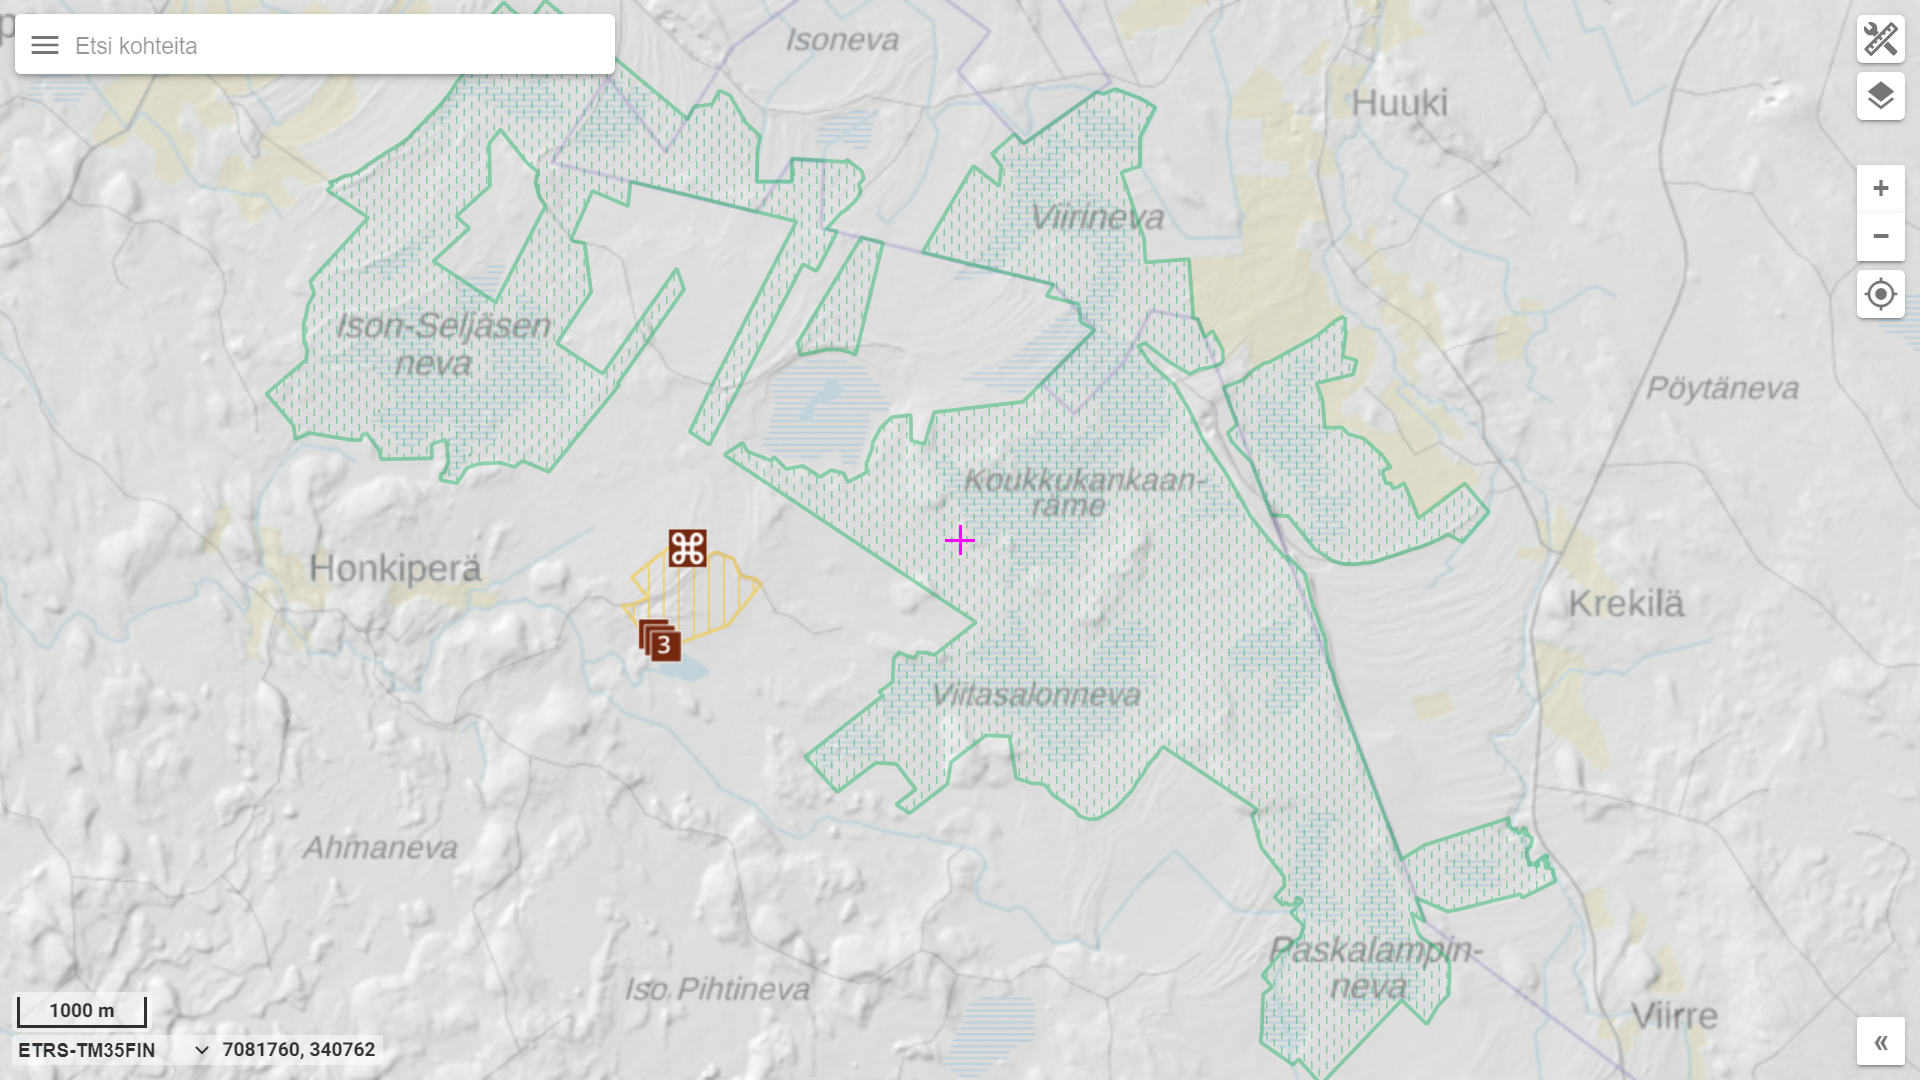 Etsi kohteita
Isoneva
Huuki
Viirineva
+
−
Ison-Seljäsen
neva
Pöytäneva
Koukkukankaan-
räme
Honkiperä
Krekilä
3
Viitasalonneva
Ahmaneva
Paskalampin-
neva
Iso Pihtineva
Viirre
1000 m
«
ETRS-TM35FIN
7081760, 340762